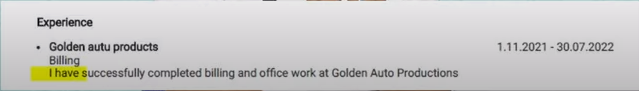 Experience
• Golden autu products 1.11.2021 - 30.07.2022
Billing
I have successfully completed billing and office work at Golden Auto Productions